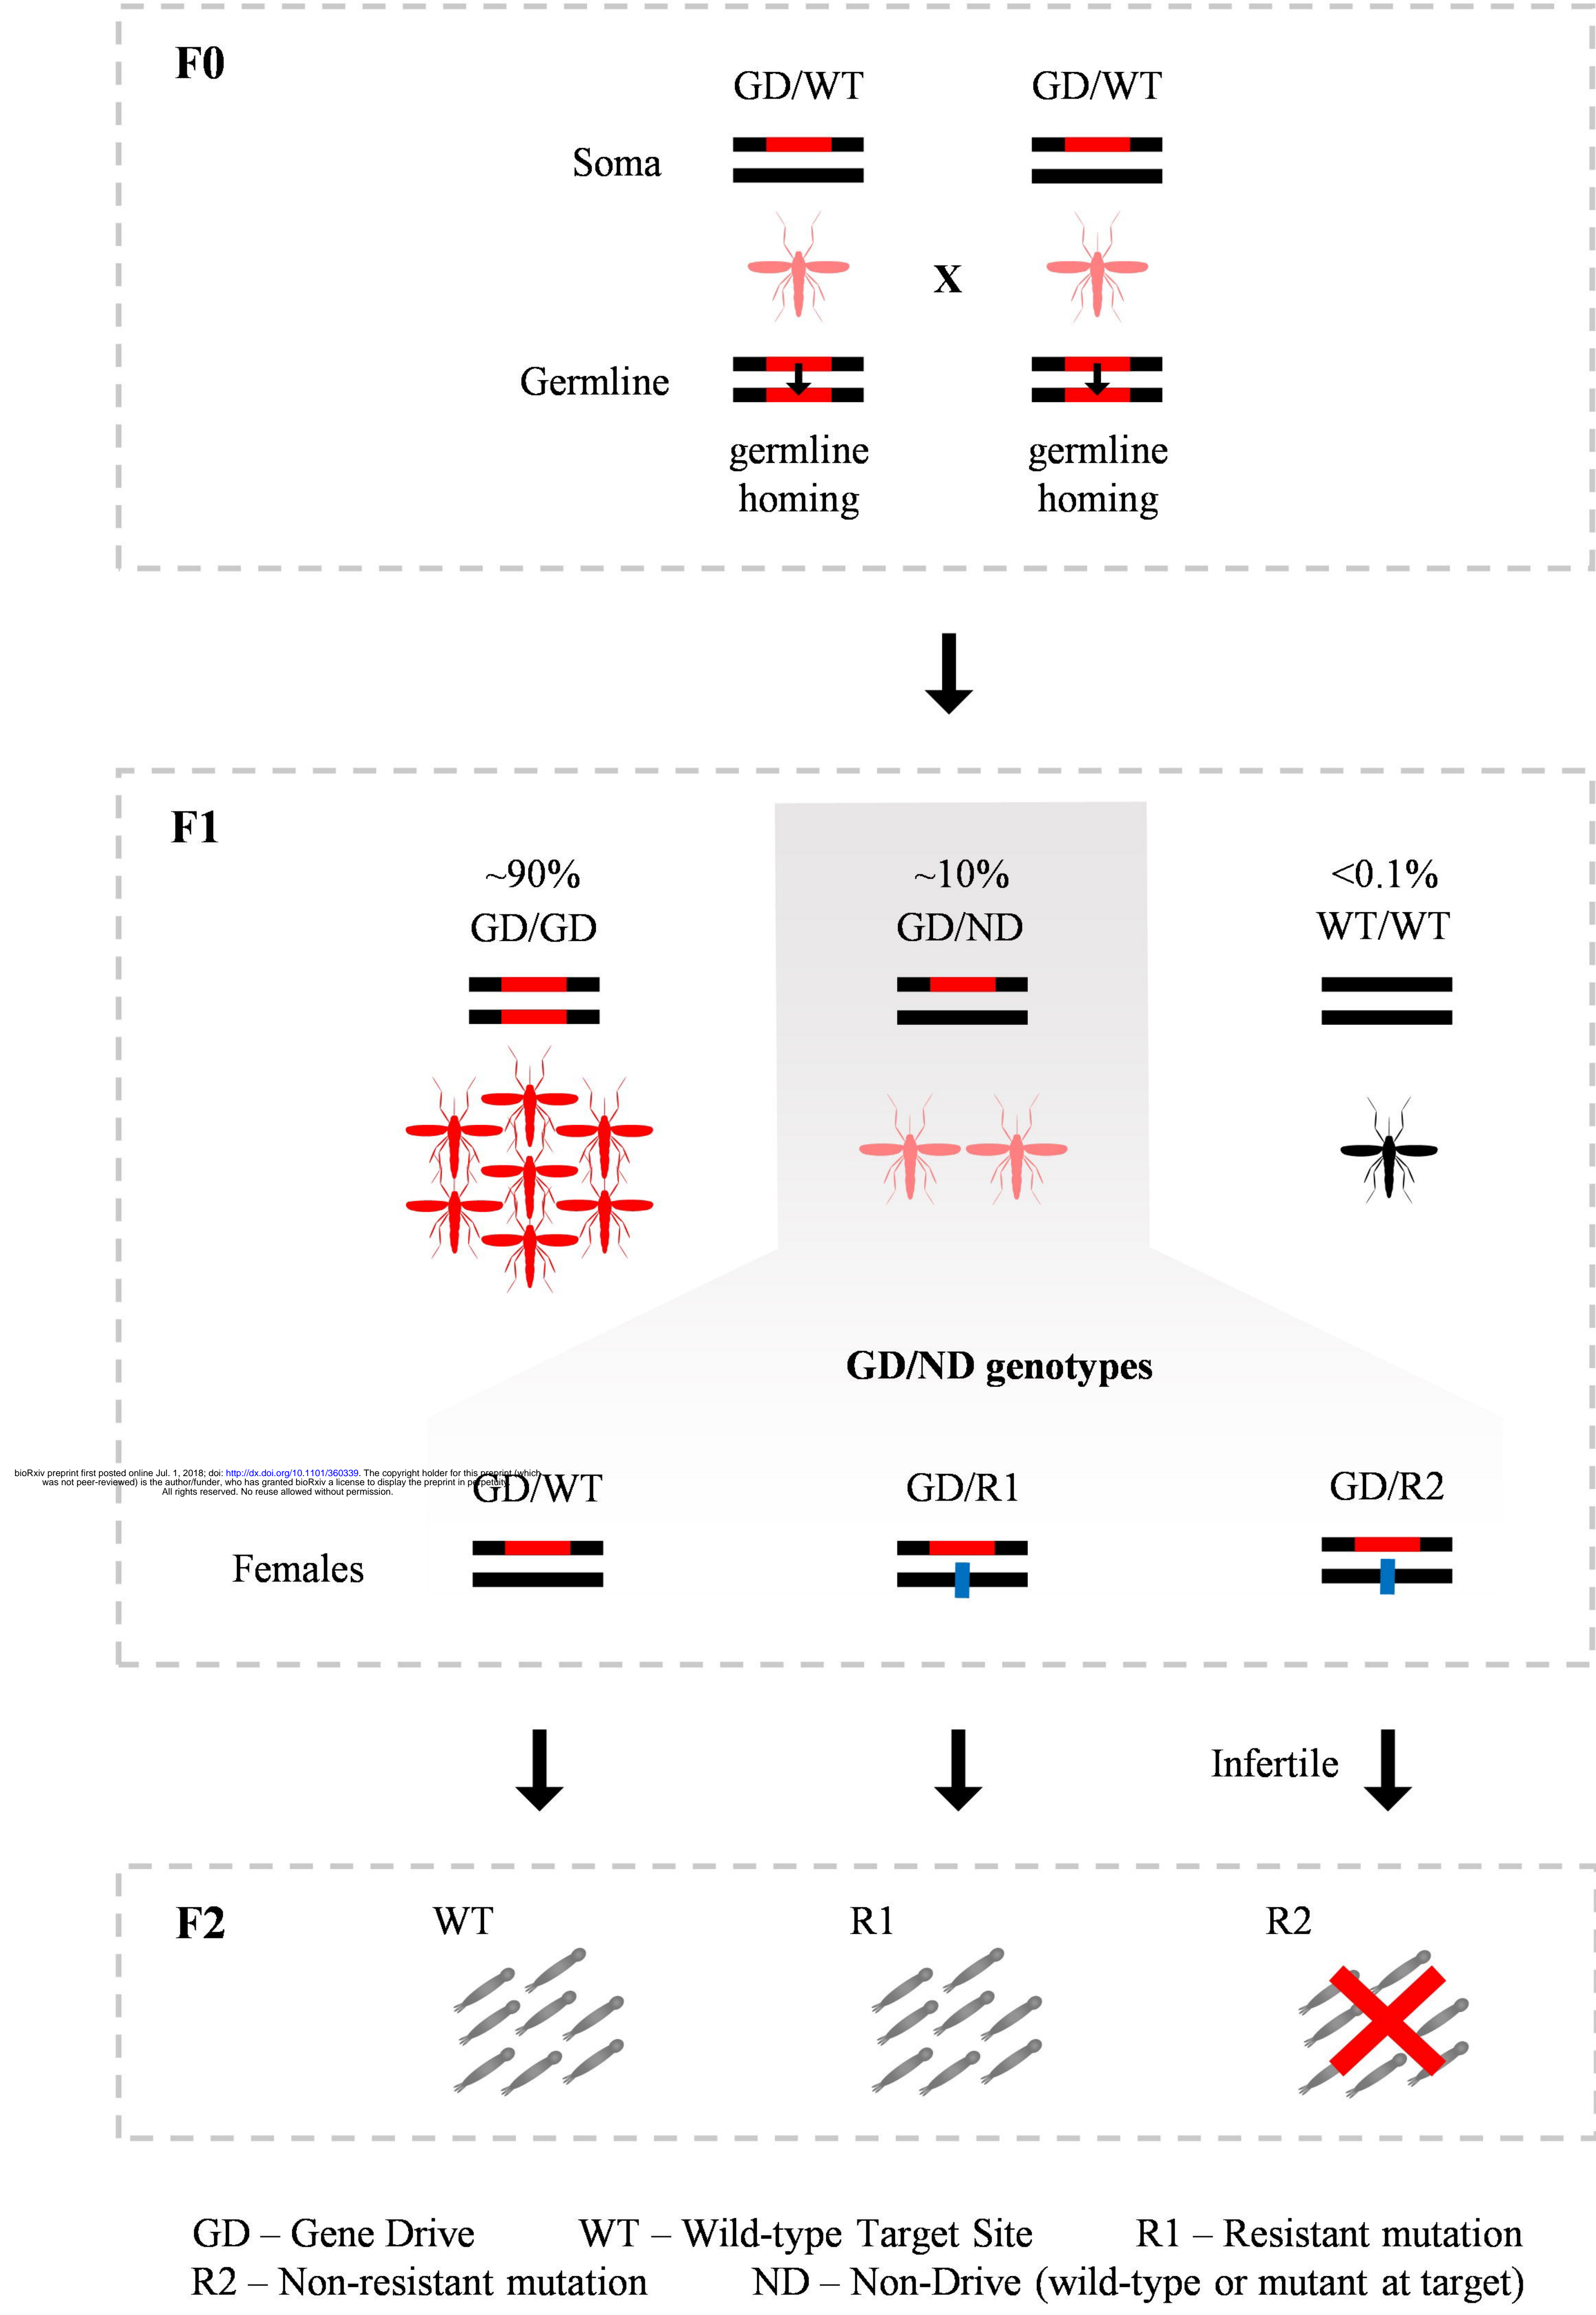 F0
GD/WT GD/WT
Soma
X
Germline
germline germline
homing homing
F1
~90% ~10% <0.1%
GD/GD GD/ND WT/WT
GD/ND genotypes
bioRxiv preprint first posted online Jul. 1, 2018; doi: http://dx.doi.org/10.1101/360339. The copyright holder for this preprint (which
was not peer-reviewed) is the author/funder, who has granted bioRxiv a license to display the preprint in perpetuity.
All rights reserved. No reuse allowed without permission.
GD/WT GD/R1 GD/R2
Females
Infertile
F2
WT R1 R2
GD – Gene Drive WT – Wild-type Target Site R1 – Resistant mutation
R2 – Non-resistant mutation ND – Non-Drive (wild-type or mutant at target)